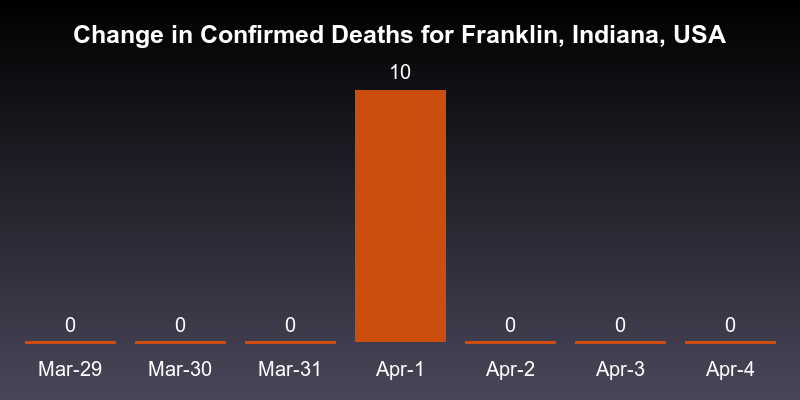 Change in Confirmed Deaths for Franklin, Indiana, USA
10
0 0 0 0 0 0
Mar-29 Mar-30 Mar-31 Apr-1 Apr-2 Apr-3 Apr-4